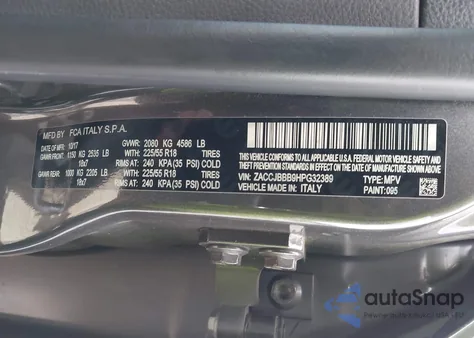 MFD BY FCA ITALY S.P.A.
DATE OF MFR: 10/17 GVWR: 2080 KG 4586 LB
GAWR FRONT: 1150 KG 2535 LB WITH 225/55 R18 TIRES
18x7 RIMS AT: 240 KPA(35 PSI) COLD
GAWR REAR: 1000 KG 2205 LB WITH 225/55 R18 TIRES
18x7 RIMS AT: 240 KPA(35 PSI) COLD
THIS VEHICLE CONFORMS TO ALL APPLICABLE U.S.A. FEDERAL MOTOR VEHICLE
SAFETY, BUMPER AND THEFT PREVENTION STANDARDS IN
EFFECT ON THE DATE OF MANUFACTURE SHOWN ABOVE.
VIN: ZACCJBBB9HPG32389 TYPE: MPV
VEHICLE MADE IN: ITALY PAINT: 095
autoSnap